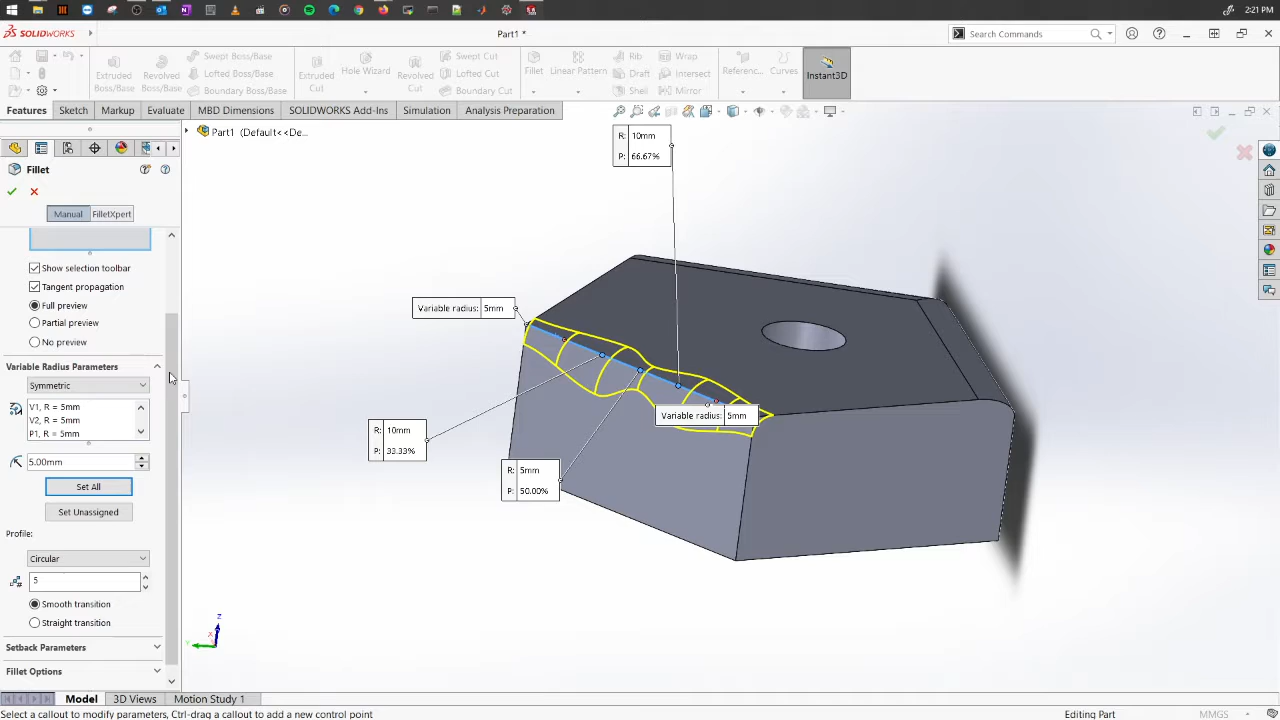 2:21 PM
SOLIDWORKS
Part1 *
Search Commands
Extruded Boss/Base
Revolved Boss/Base
Swept Boss/Base
Lofted Boss/Base
Boundary Boss/Base
Extruded Cut
Hole Wizard
Revolved Cut
Swept Cut
Lofted Cut
Boundary Cut
Fillet
Linear Pattern
Rib
Draft
Shell
Wrap
Intersect
Mirror
Referenc...
Curves
Instant3D
Features
Sketch
Markup
Evaluate
MBD Dimensions
SOLIDWORKS Add-Ins
Simulation
Analysis Preparation
Part1 (Default<<De...
Fillet
Manual
FilletXpert
Show selection toolbar
Tangent propagation
Full preview
Partial preview
No preview
Variable Radius Parameters
Symmetric
V1, R = 5mm
V2, R = 5mm
P1, R = 5mm
5.00mm
Set All
Set Unassigned
Profile:
Circular
5
Smooth transition
Straight transition
Setback Parameters
Fillet Options
R: 10mm
P: 66.67%
Variable radius: 5mm
Variable radius: 5mm
R: 10mm
P: 33.33%
R: 5mm
P: 50.00%
Z
Y
X
Model
3D Views
Motion Study 1
Select a callout to modify parameters, Ctrl-drag a callout to add a new control point
Editing Part
MMGS